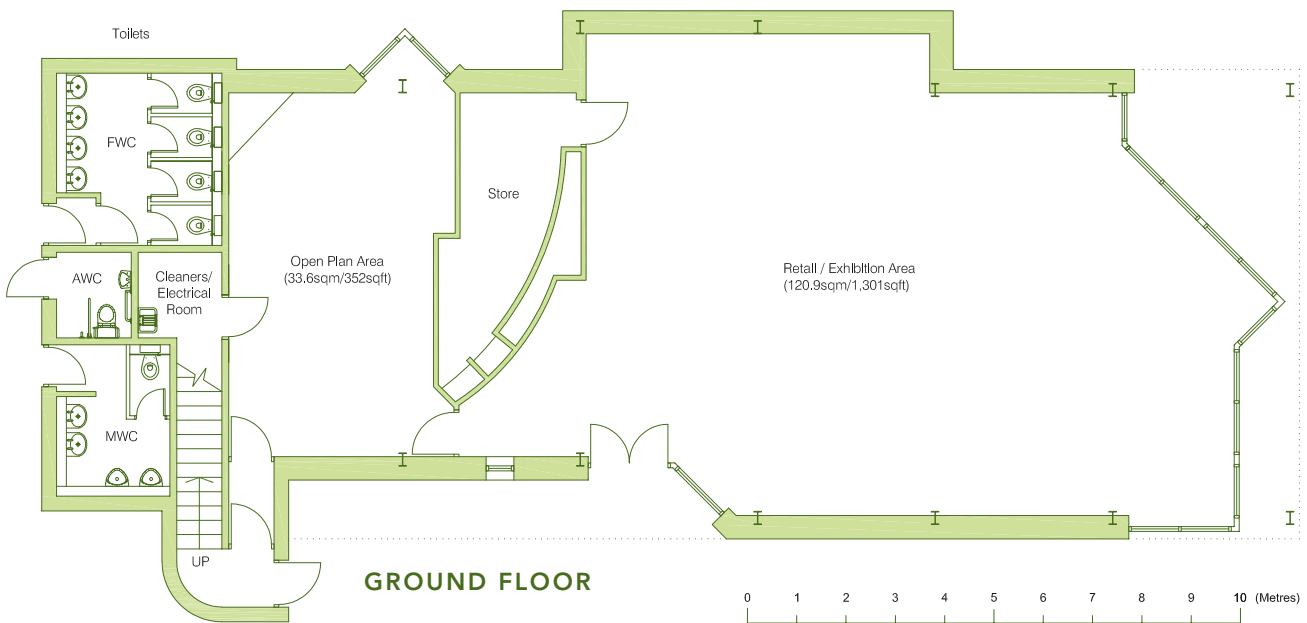 Toilets
FWC
Store
Open Plan Area
(33.6sqm/352sqft)
Retail / Exhibition Area
(120.9sqm/1,301sqft)
AWC
Cleaners/
Electrical
Room
MWC
UP
GROUND FLOOR
0 1 2 3 4 5 6 7 8 9 10 (Metres)